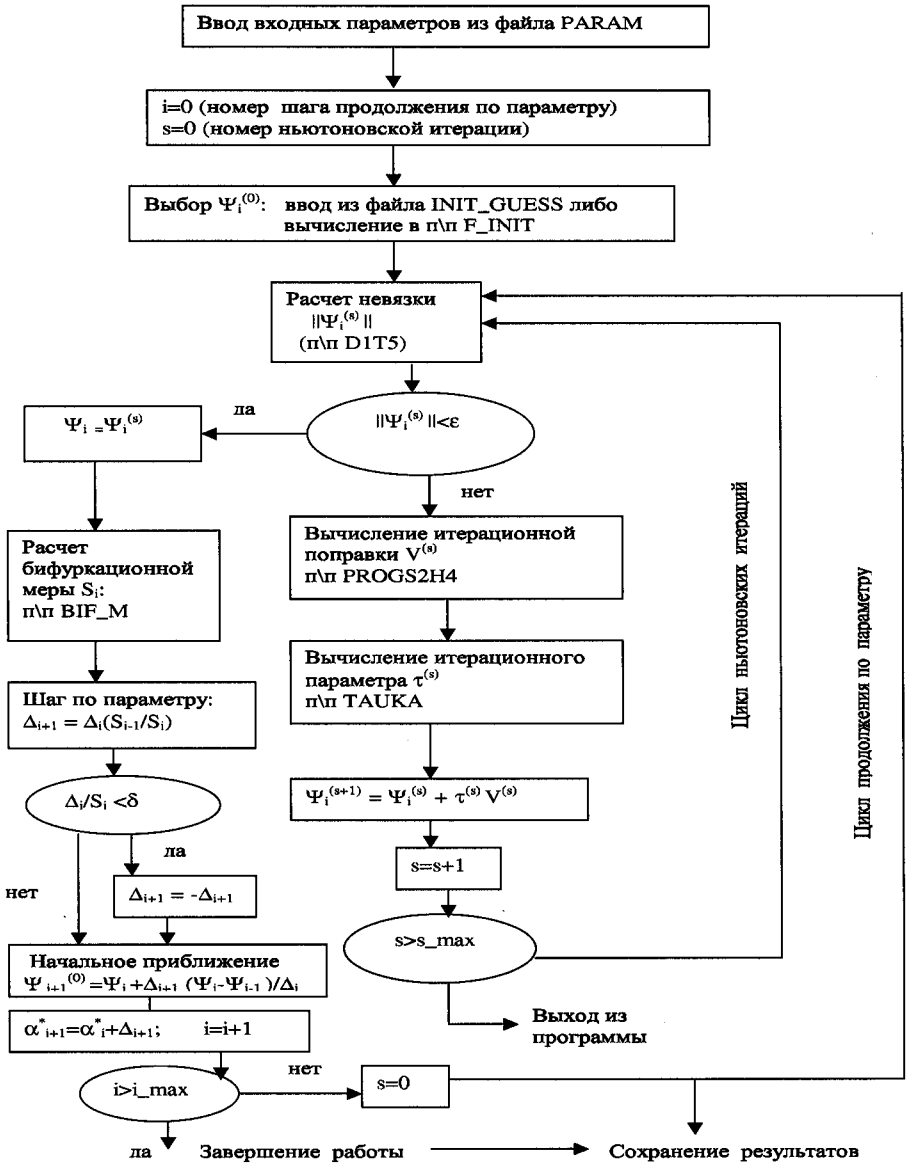 Ввод входных параметров из файла PARAM
i=0 (номер шага продолжения по параметру)
s=0 (номер ньютоновской итерации)
Выбор Ψᵢ⁽⁰⁾: ввод из файла INIT_GUESS либо
вычисление в п\п F_INIT
Расчет невязки
||Ψᵢ⁽ˢ⁾||
(п\п D1T5)
||Ψᵢ⁽ˢ⁾||<ε
да
Ψᵢ =Ψᵢ⁽ˢ⁾
нет
Расчет
бифуркационной
меры Sᵢ:
п\п BIF_M
Вычисление итерационной
поправки V⁽ˢ⁾
п\п PROGS2H4
Шаг по параметру:
Δᵢ₊₁ = Δᵢ(Sᵢ₋₁/Sᵢ)
Вычисление итерационного
параметра τ⁽ˢ⁾
п\п TAUKA
Δᵢ/Sᵢ <δ
Ψᵢ⁽ˢ⁺¹⁾ = Ψᵢ⁽ˢ⁾ + τ⁽ˢ⁾ V⁽ˢ⁾
да
нет
Δᵢ₊₁ = -Δᵢ₊₁
s=s+1
s>s_max
Начальное приближение
Ψᵢ₊₁⁽⁰⁾=Ψᵢ+Δᵢ₊₁ (Ψᵢ-Ψᵢ₋₁)/Δᵢ
α*ᵢ₊₁=α*ᵢ+Δᵢ₊₁; i=i+1
Выход из
программы
i>i_max
нет
s=0
да
Завершение работы
Сохранение результатов
Цикл ньютоновских итераций
Цикл продолжения по параметру